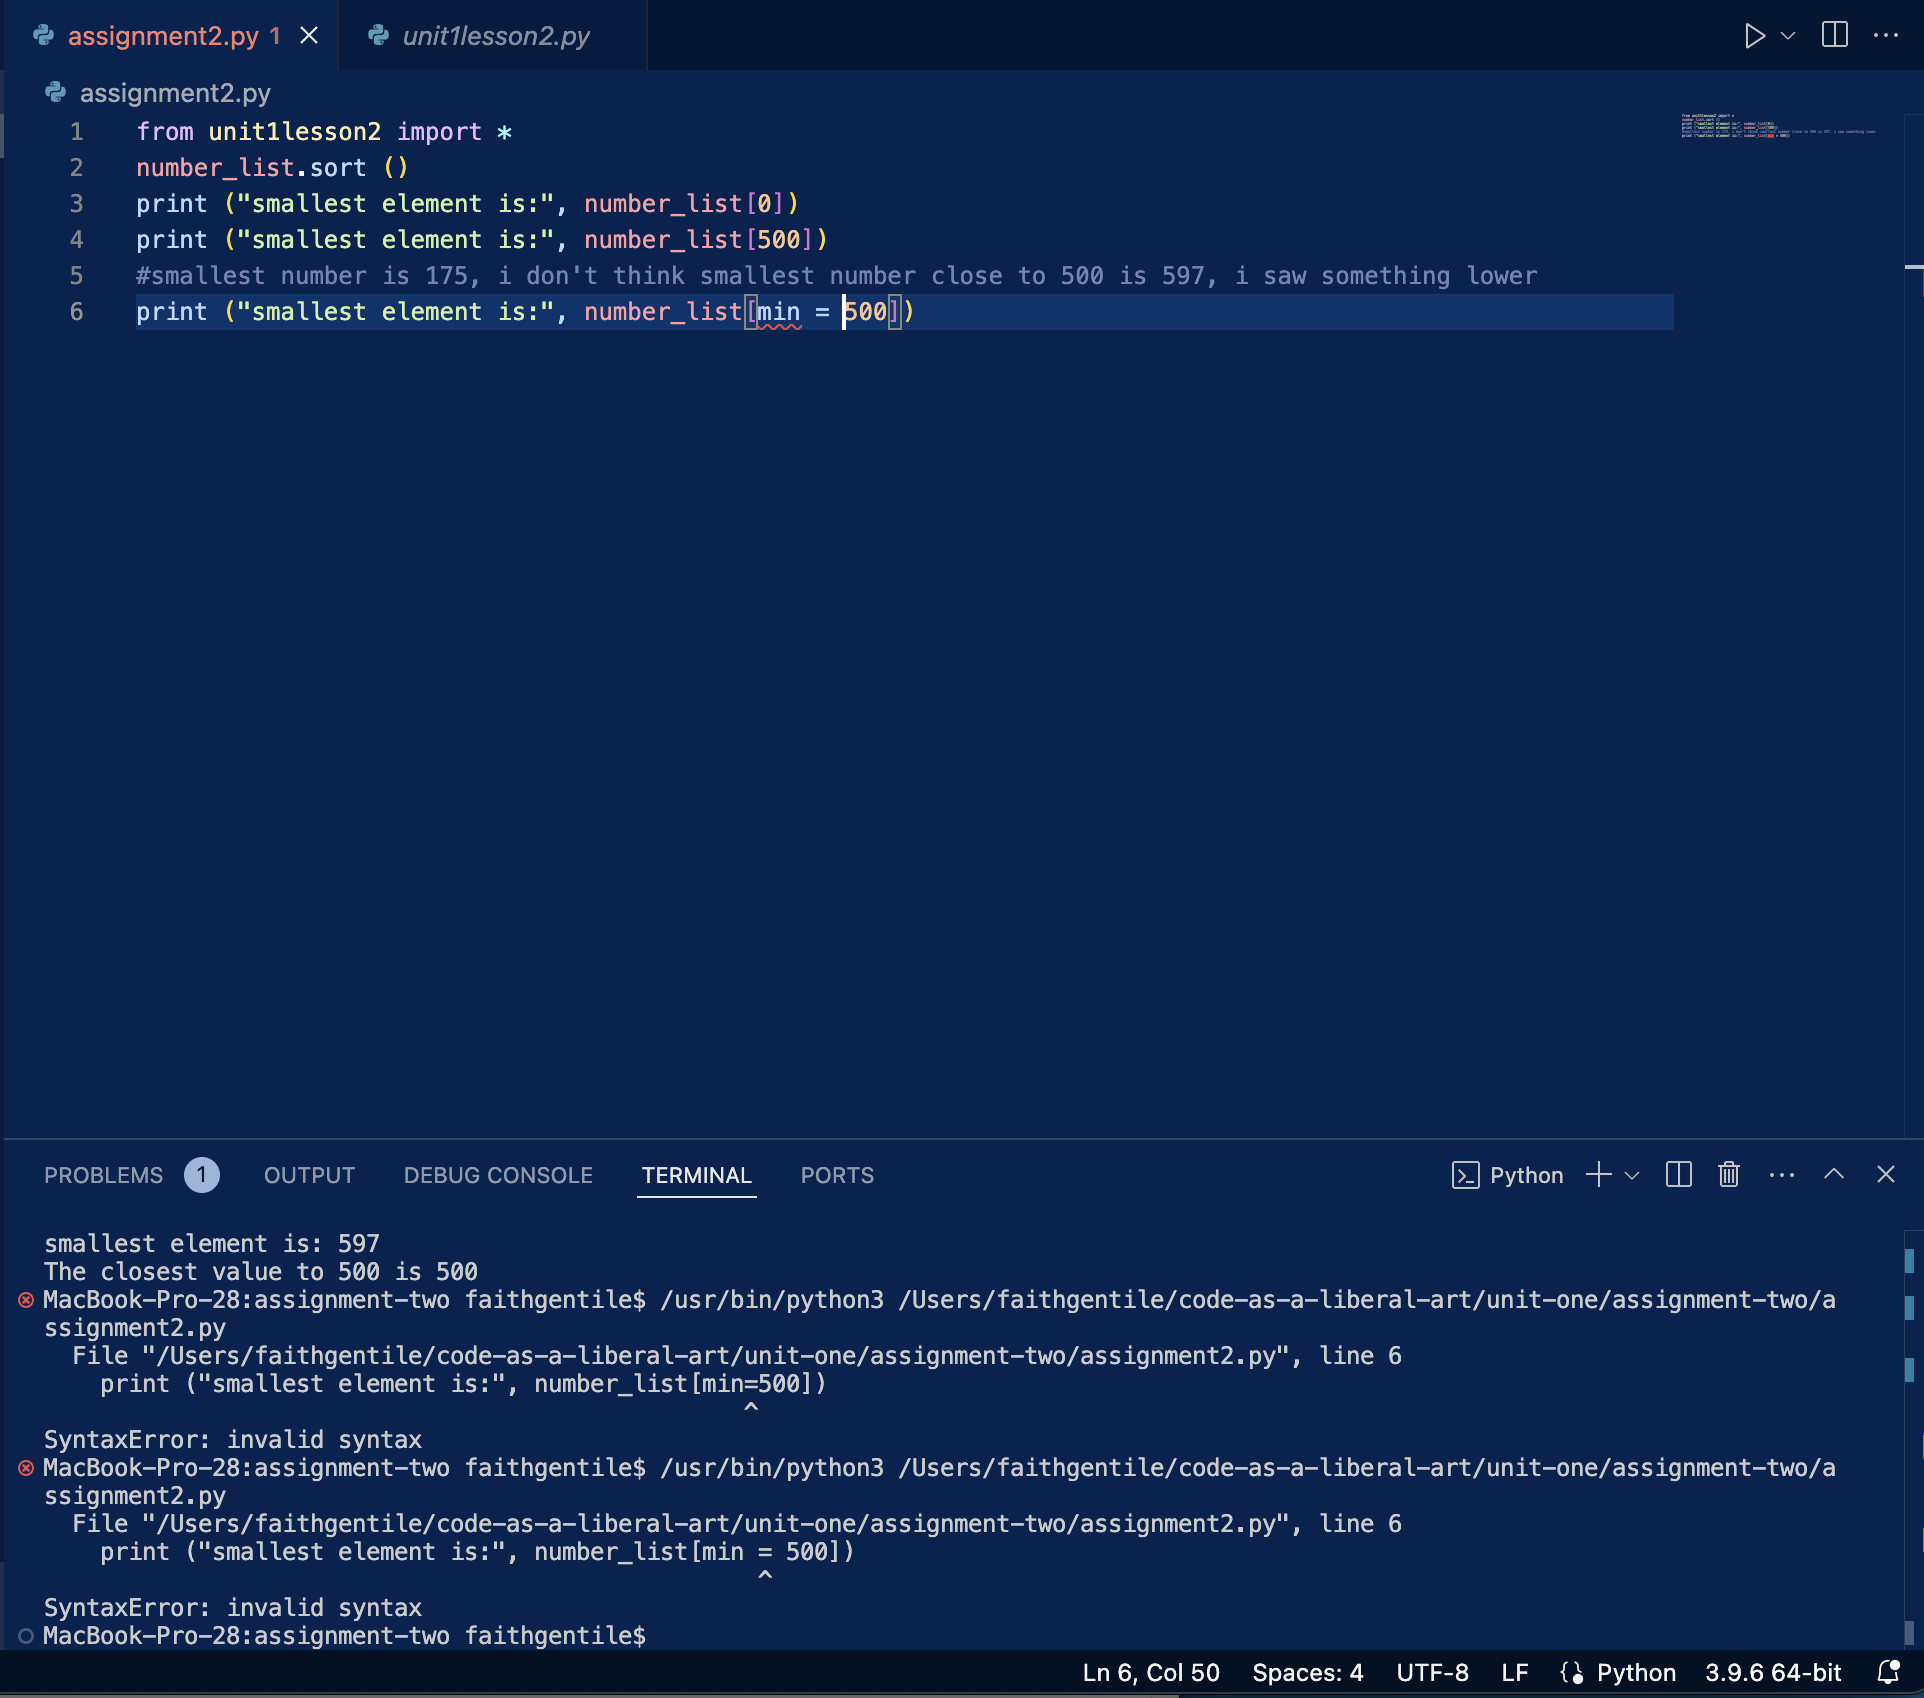 assignment2.py 1
unit1lesson2.py
assignment2.py
1 from unit1lesson2 import *
2 number_list.sort ()
3 print ("smallest element is:", number_list[0])
4 print ("smallest element is:", number_list[500])
5 #smallest number is 175, i don't think smallest number close to 500 is 597, i saw something lower
6 print ("smallest element is:", number_list[min = 500])
PROBLEMS 1 OUTPUT DEBUG CONSOLE TERMINAL PORTS Python
smallest element is: 597
The closest value to 500 is 500
MacBook-Pro-28:assignment-two faithgentile$ /usr/bin/python3 /Users/faithgentile/code-as-a-liberal-art/unit-one/assignment-two/a
ssignment2.py
File "/Users/faithgentile/code-as-a-liberal-art/unit-one/assignment-two/assignment2.py", line 6
print ("smallest element is:", number_list[min=500])
^
SyntaxError: invalid syntax
MacBook-Pro-28:assignment-two faithgentile$ /usr/bin/python3 /Users/faithgentile/code-as-a-liberal-art/unit-one/assignment-two/a
ssignment2.py
File "/Users/faithgentile/code-as-a-liberal-art/unit-one/assignment-two/assignment2.py", line 6
print ("smallest element is:", number_list[min = 500])
^
SyntaxError: invalid syntax
MacBook-Pro-28:assignment-two faithgentile$
Ln 6, Col 50 Spaces: 4 UTF-8 LF Python 3.9.6 64-bit